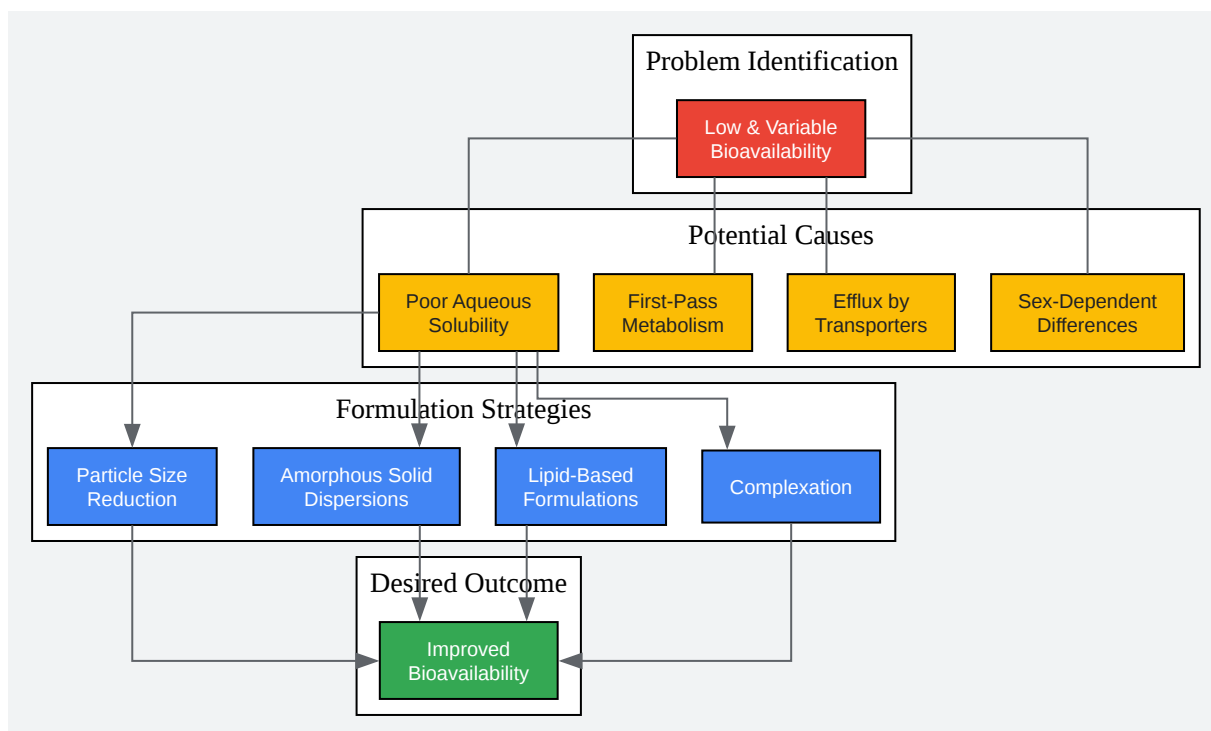 Problem Identification
Low & Variable
Bioavailability
Potential Causes
Poor Aqueous
Solubility
First-Pass
Metabolism
Efflux by
Transporters
Sex-Dependent
Differences
Formulation Strategies
Particle Size
Reduction
Amorphous Solid
Dispersions
Lipid-Based
Formulations
Complexation
Desired Outcome
Improved
Bioavailability